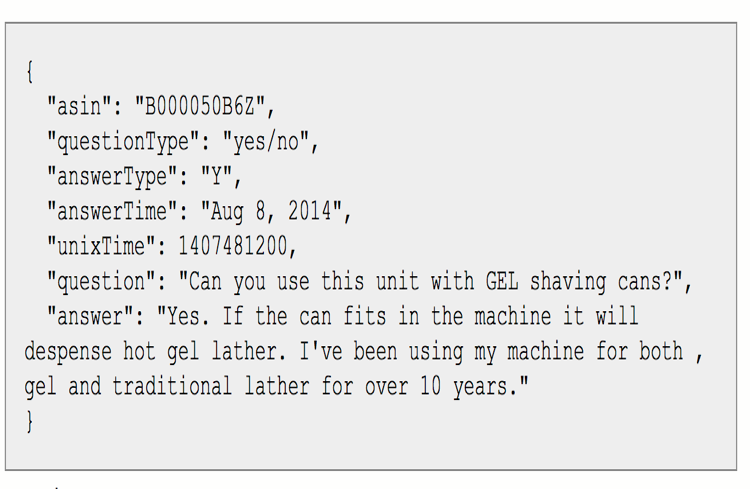 {
"asin": "B000050B6Z",
"questionType": "yes/no",
"answerType": "Y",
"answerTime": "Aug 8, 2014",
"unixTime": 1407481200,
"question": "Can you use this unit with GEL shaving cans?",
"answer": "Yes. If the can fits in the machine it will
despense hot gel lather. I've been using my machine for both ,
gel and traditional lather for over 10 years."
}